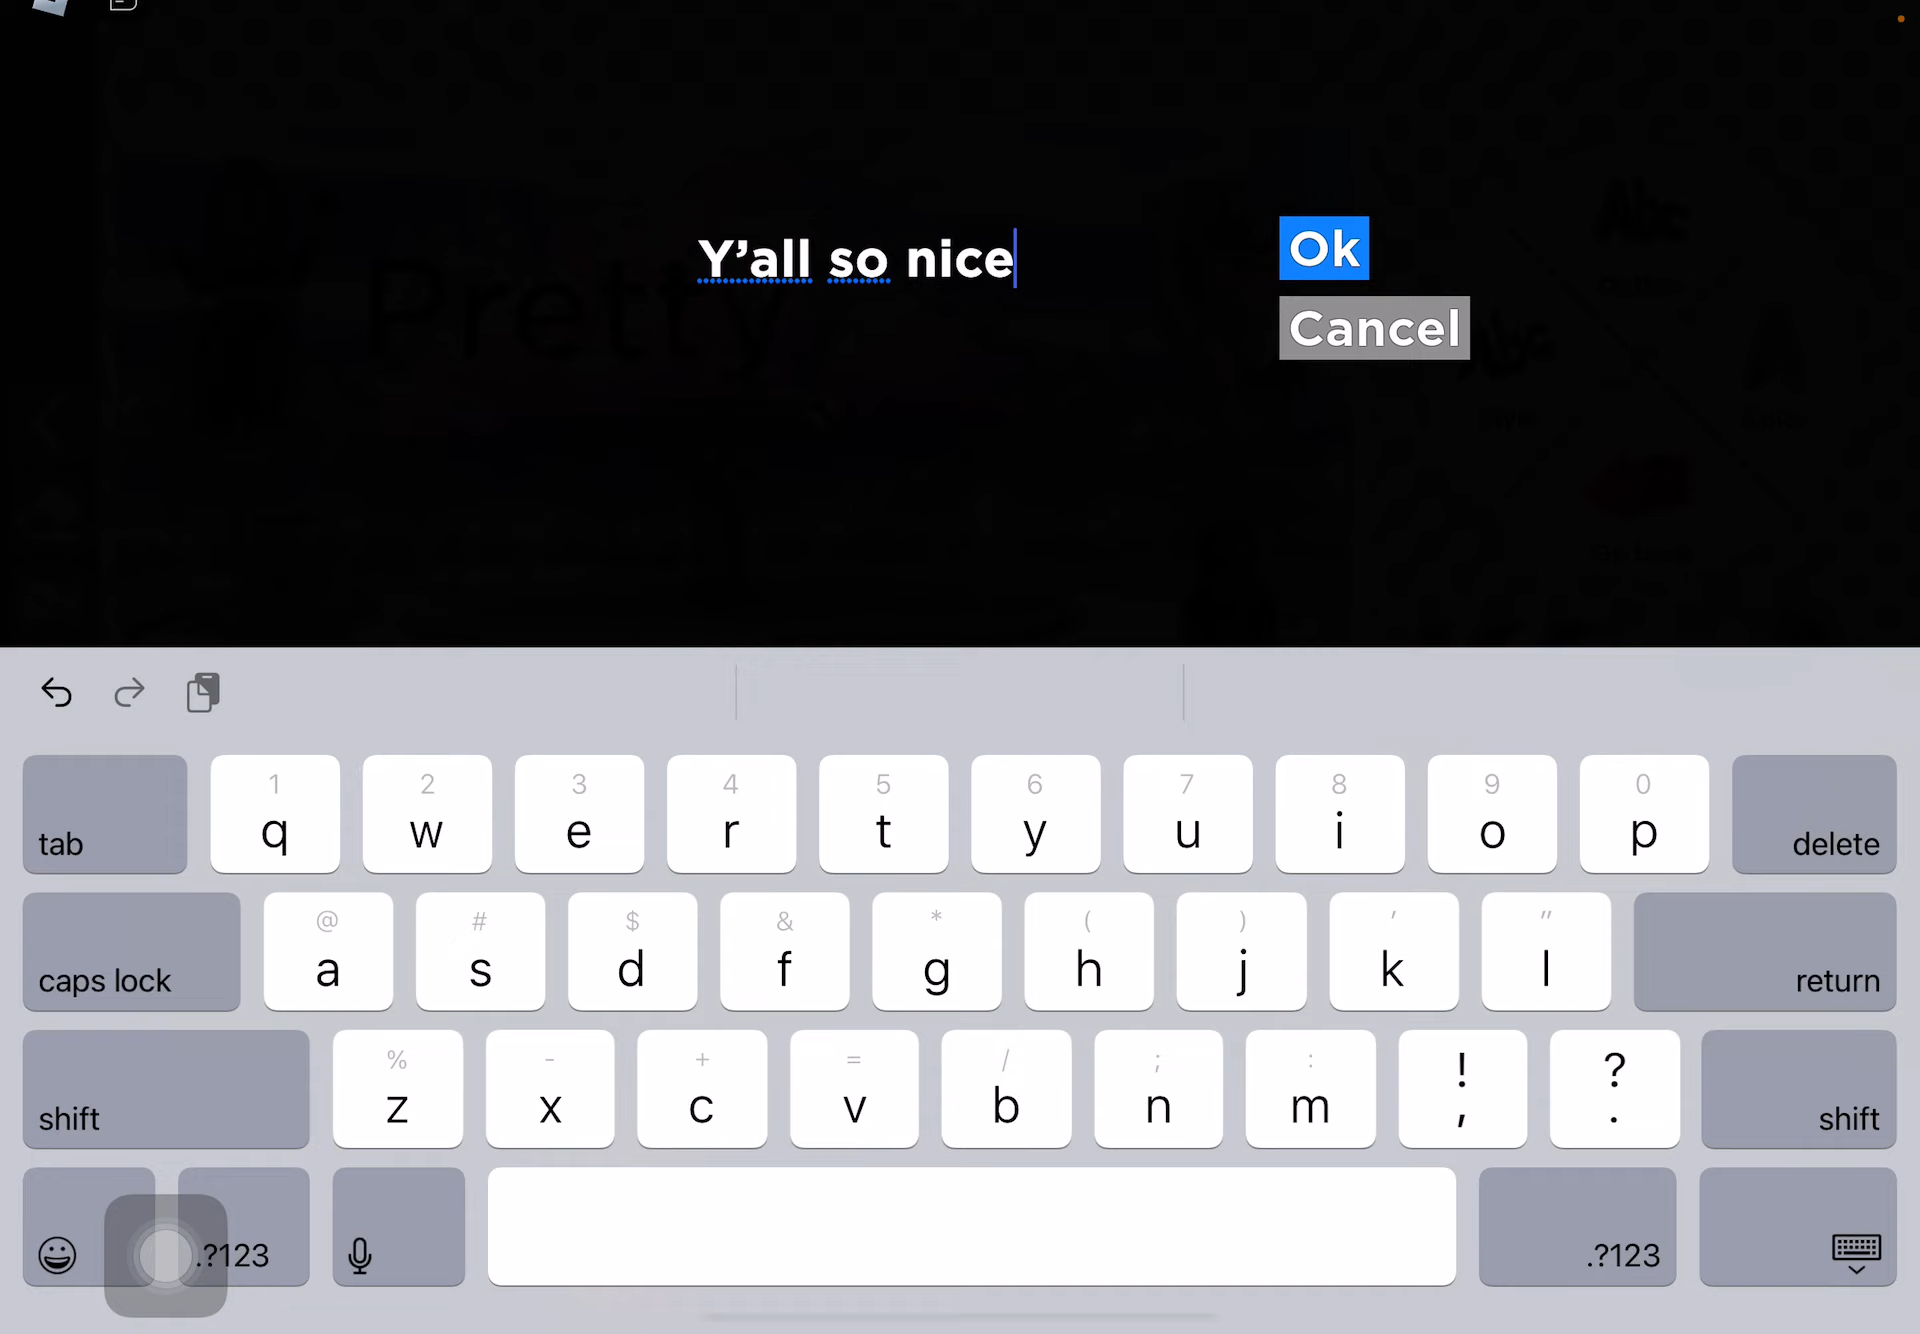 Pretty
Y’all so nice
Ok
Cancel
tab
1 2 3 4 5 6 7 8 9 0
q w e r t y u i o p
delete
caps lock
@ # $ & * ( ) ' "
a s d f g h j k l
return
shift
% - + = / ; : ! ?
z x c v b n m , .
shift
.?123
.?123